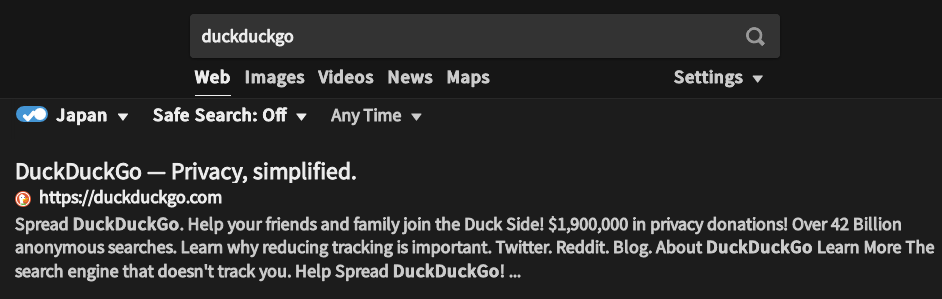 duckduckgo
Web Images Videos News Maps Settings
Japan Safe Search: Off Any Time
DuckDuckGo — Privacy, simplified.
https://duckduckgo.com
Spread DuckDuckGo. Help your friends and family join the Duck Side! $1,900,000 in privacy donations! Over 42 Billion
anonymous searches. Learn why reducing tracking is important. Twitter. Reddit. Blog. About DuckDuckGo Learn More The
search engine that doesn't track you. Help Spread DuckDuckGo! ...